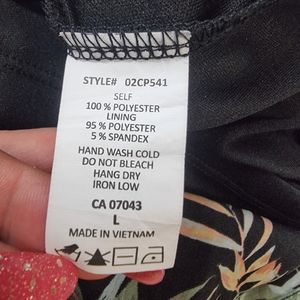 STYLE# 02CP541
SELF
100 % POLYESTER
LINING
95 % POLYESTER
5 % SPANDEX
HAND WASH COLD
DO NOT BLEACH
HANG DRY
IRON LOW
CA 07043
L
MADE IN VIETNAM